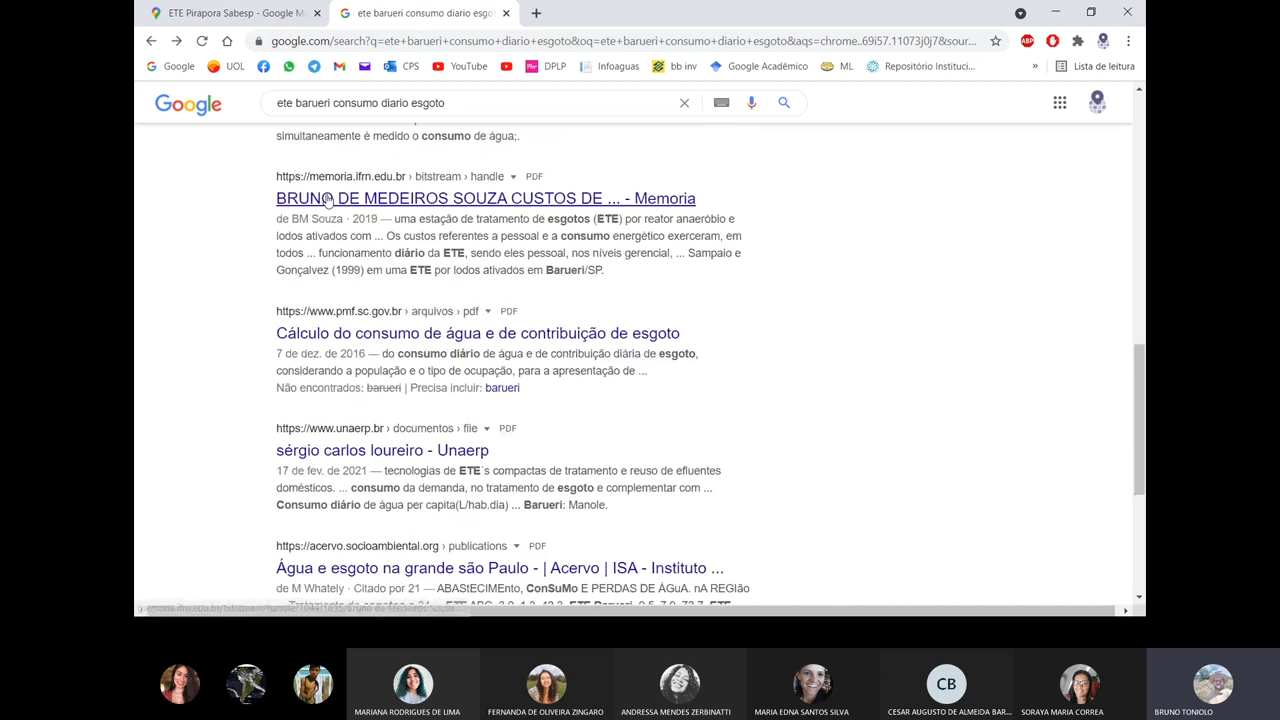 ETE Pirapora Sabesp - Google M
ete barueri consumo diario esgot
google.com/search?q=ete+barueri+consumo+diario+esgoto&oq=ete+barueri+consumo+diario+esgoto&aqs=chrome..69i57.11073j0j7&sour...
Google UOL CPS YouTube DPLP Infoaguas bb inv Google Acadêmico ML Repositório Instituci... » Lista de leitura
Google ete barueri consumo diario esgoto
simultaneamente é medido o consumo de água;.
https://memoria.ifrn.edu.br › bitstream › handle PDF
BRUNO DE MEDEIROS SOUZA CUSTOS DE ... - Memoria
de BM Souza · 2019 — uma estação de tratamento de esgotos (ETE) por reator anaeróbio e
lodos ativados com ... Os custos referentes a pessoal e a consumo energético exerceram, em
todos ... funcionamento diário da ETE, sendo eles pessoal, nos níveis gerencial, ... Sampaio e
Gonçalvez (1999) em uma ETE por lodos ativados em Barueri/SP.
https://www.pmf.sc.gov.br › arquivos › pdf PDF
Cálculo do consumo de água e de contribuição de esgoto
7 de dez. de 2016 — do consumo diário de água e de contribuição diária de esgoto,
considerando a população e o tipo de ocupação, para a apresentação de ...
Não encontrados: barueri | Precisa incluir: barueri
https://www.unaerp.br › documentos › file PDF
sérgio carlos loureiro - Unaerp
17 de fev. de 2021 — tecnologias de ETE´s compactas de tratamento e reuso de efluentes
domésticos. ... consumo da demanda, no tratamento de esgoto e complementar com ...
Consumo diário de água per capita(L/hab.dia) ... Barueri: Manole.
https://acervo.socioambiental.org › publications PDF
Água e esgoto na grande são Paulo - | Acervo | ISA - Instituto ...
de M Whately · Citado por 21 — ABAStECIMEnto, ConSuMo E PERDAS DE ÁGuA. nA REGIão
CB
MARIANA RODRIGUES DE LIMA
FERNANDA DE OLIVEIRA ZINGARO
ANDRESSA MENDES ZERBINATTI
MARIA EDNA SANTOS SILVA
CESAR AUGUSTO DE ALMEIDA BAR...
SORAYA MARIA CORREA
BRUNO TONIOLO